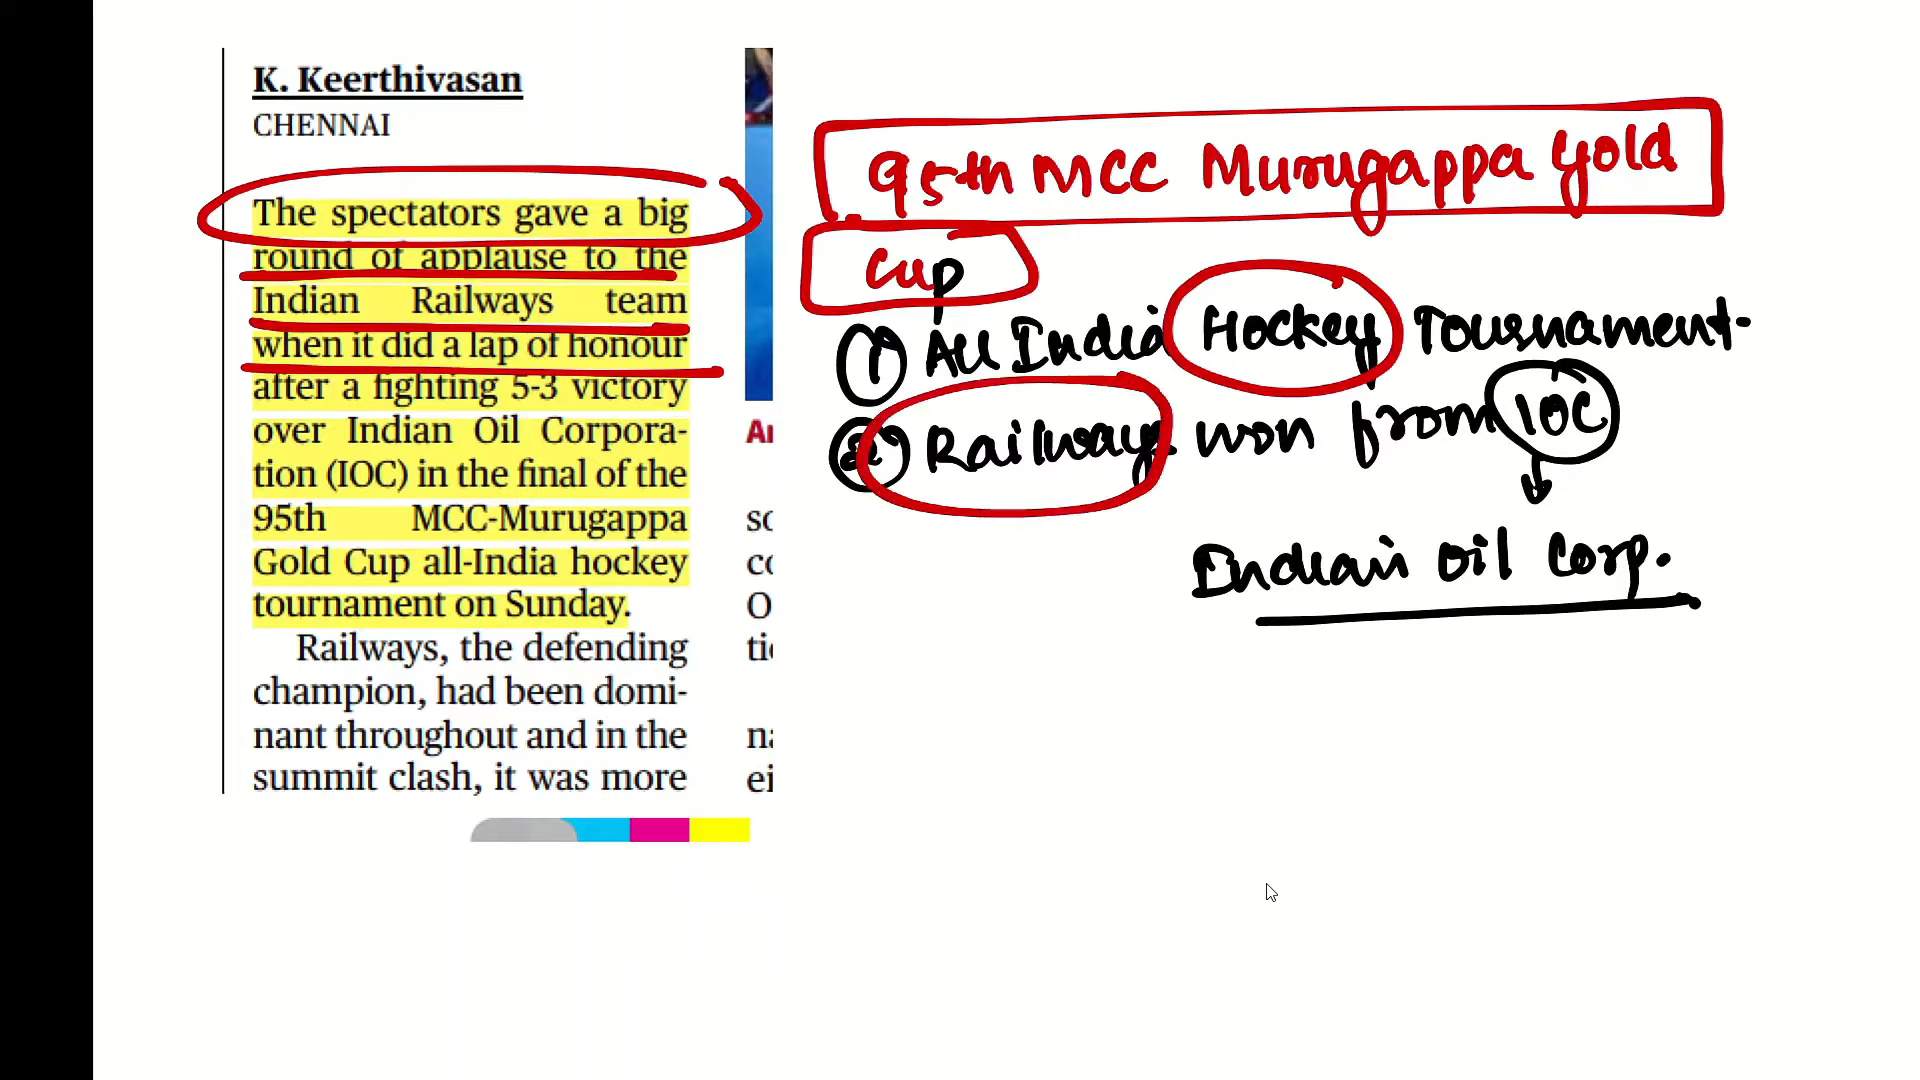 K. Keerthivasan
CHENNAI
The spectators gave a big
round of applause to the
Indian Railways team
when it did a lap of honour
after a fighting 5-3 victory
over Indian Oil Corpora-
tion (IOC) in the final of the
95th MCC-Murugappa
Gold Cup all-India hockey
tournament on Sunday.
Railways, the defending
champion, had been domi-
nant throughout and in the
summit clash, it was more
95th MCC Murugappa Gold
Cup
1 All India Hockey Tournament.
2 Railways won from IOC
Indian Oil Corp.